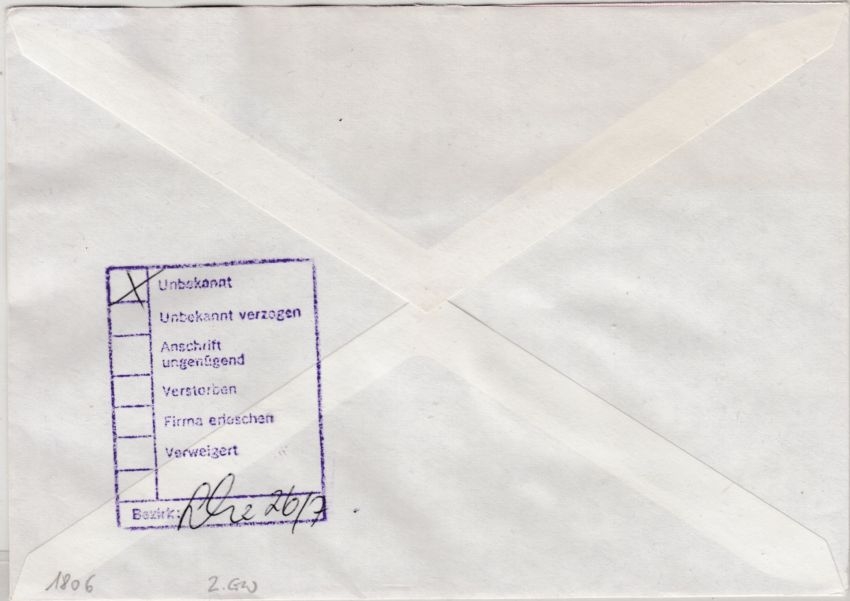 Unbekannt
Unbekannt verzogen
Anschrift
ungenügend
Verstorben
Firma erloschen
Verweigert
Bezirk: 26/7
1806 2.GW